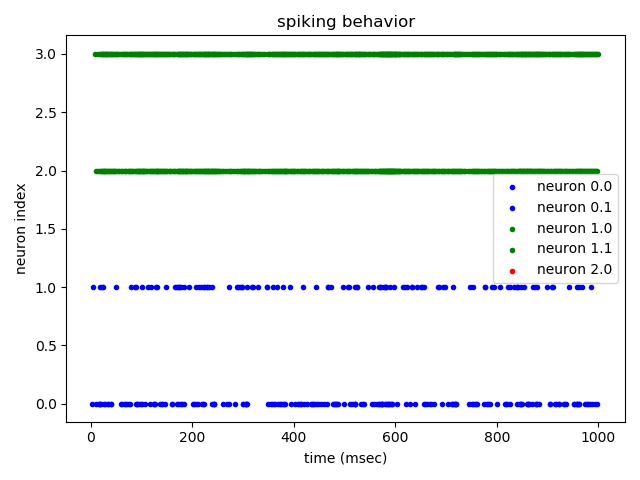 spiking behavior
3.0
2.5
2.0
1.5
1.0
0.5
0.0
neuron index
neuron 0.0
neuron 0.1
neuron 1.0
neuron 1.1
neuron 2.0
0 200 400 600 800 1000
time (msec)